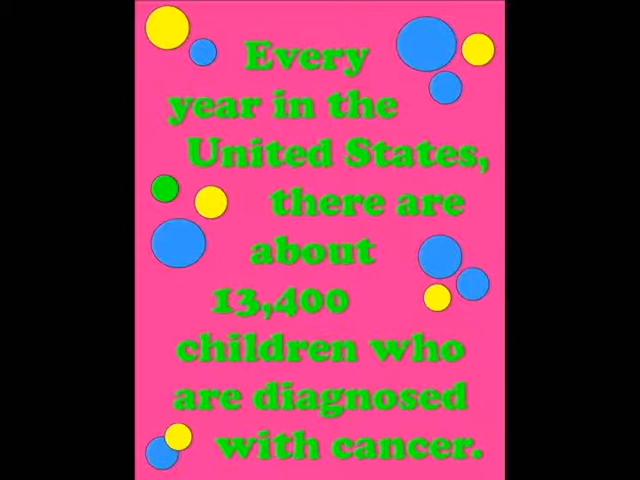 Every
year in the
United States,
there are
about
13,400
children who
are diagnosed
with cancer.